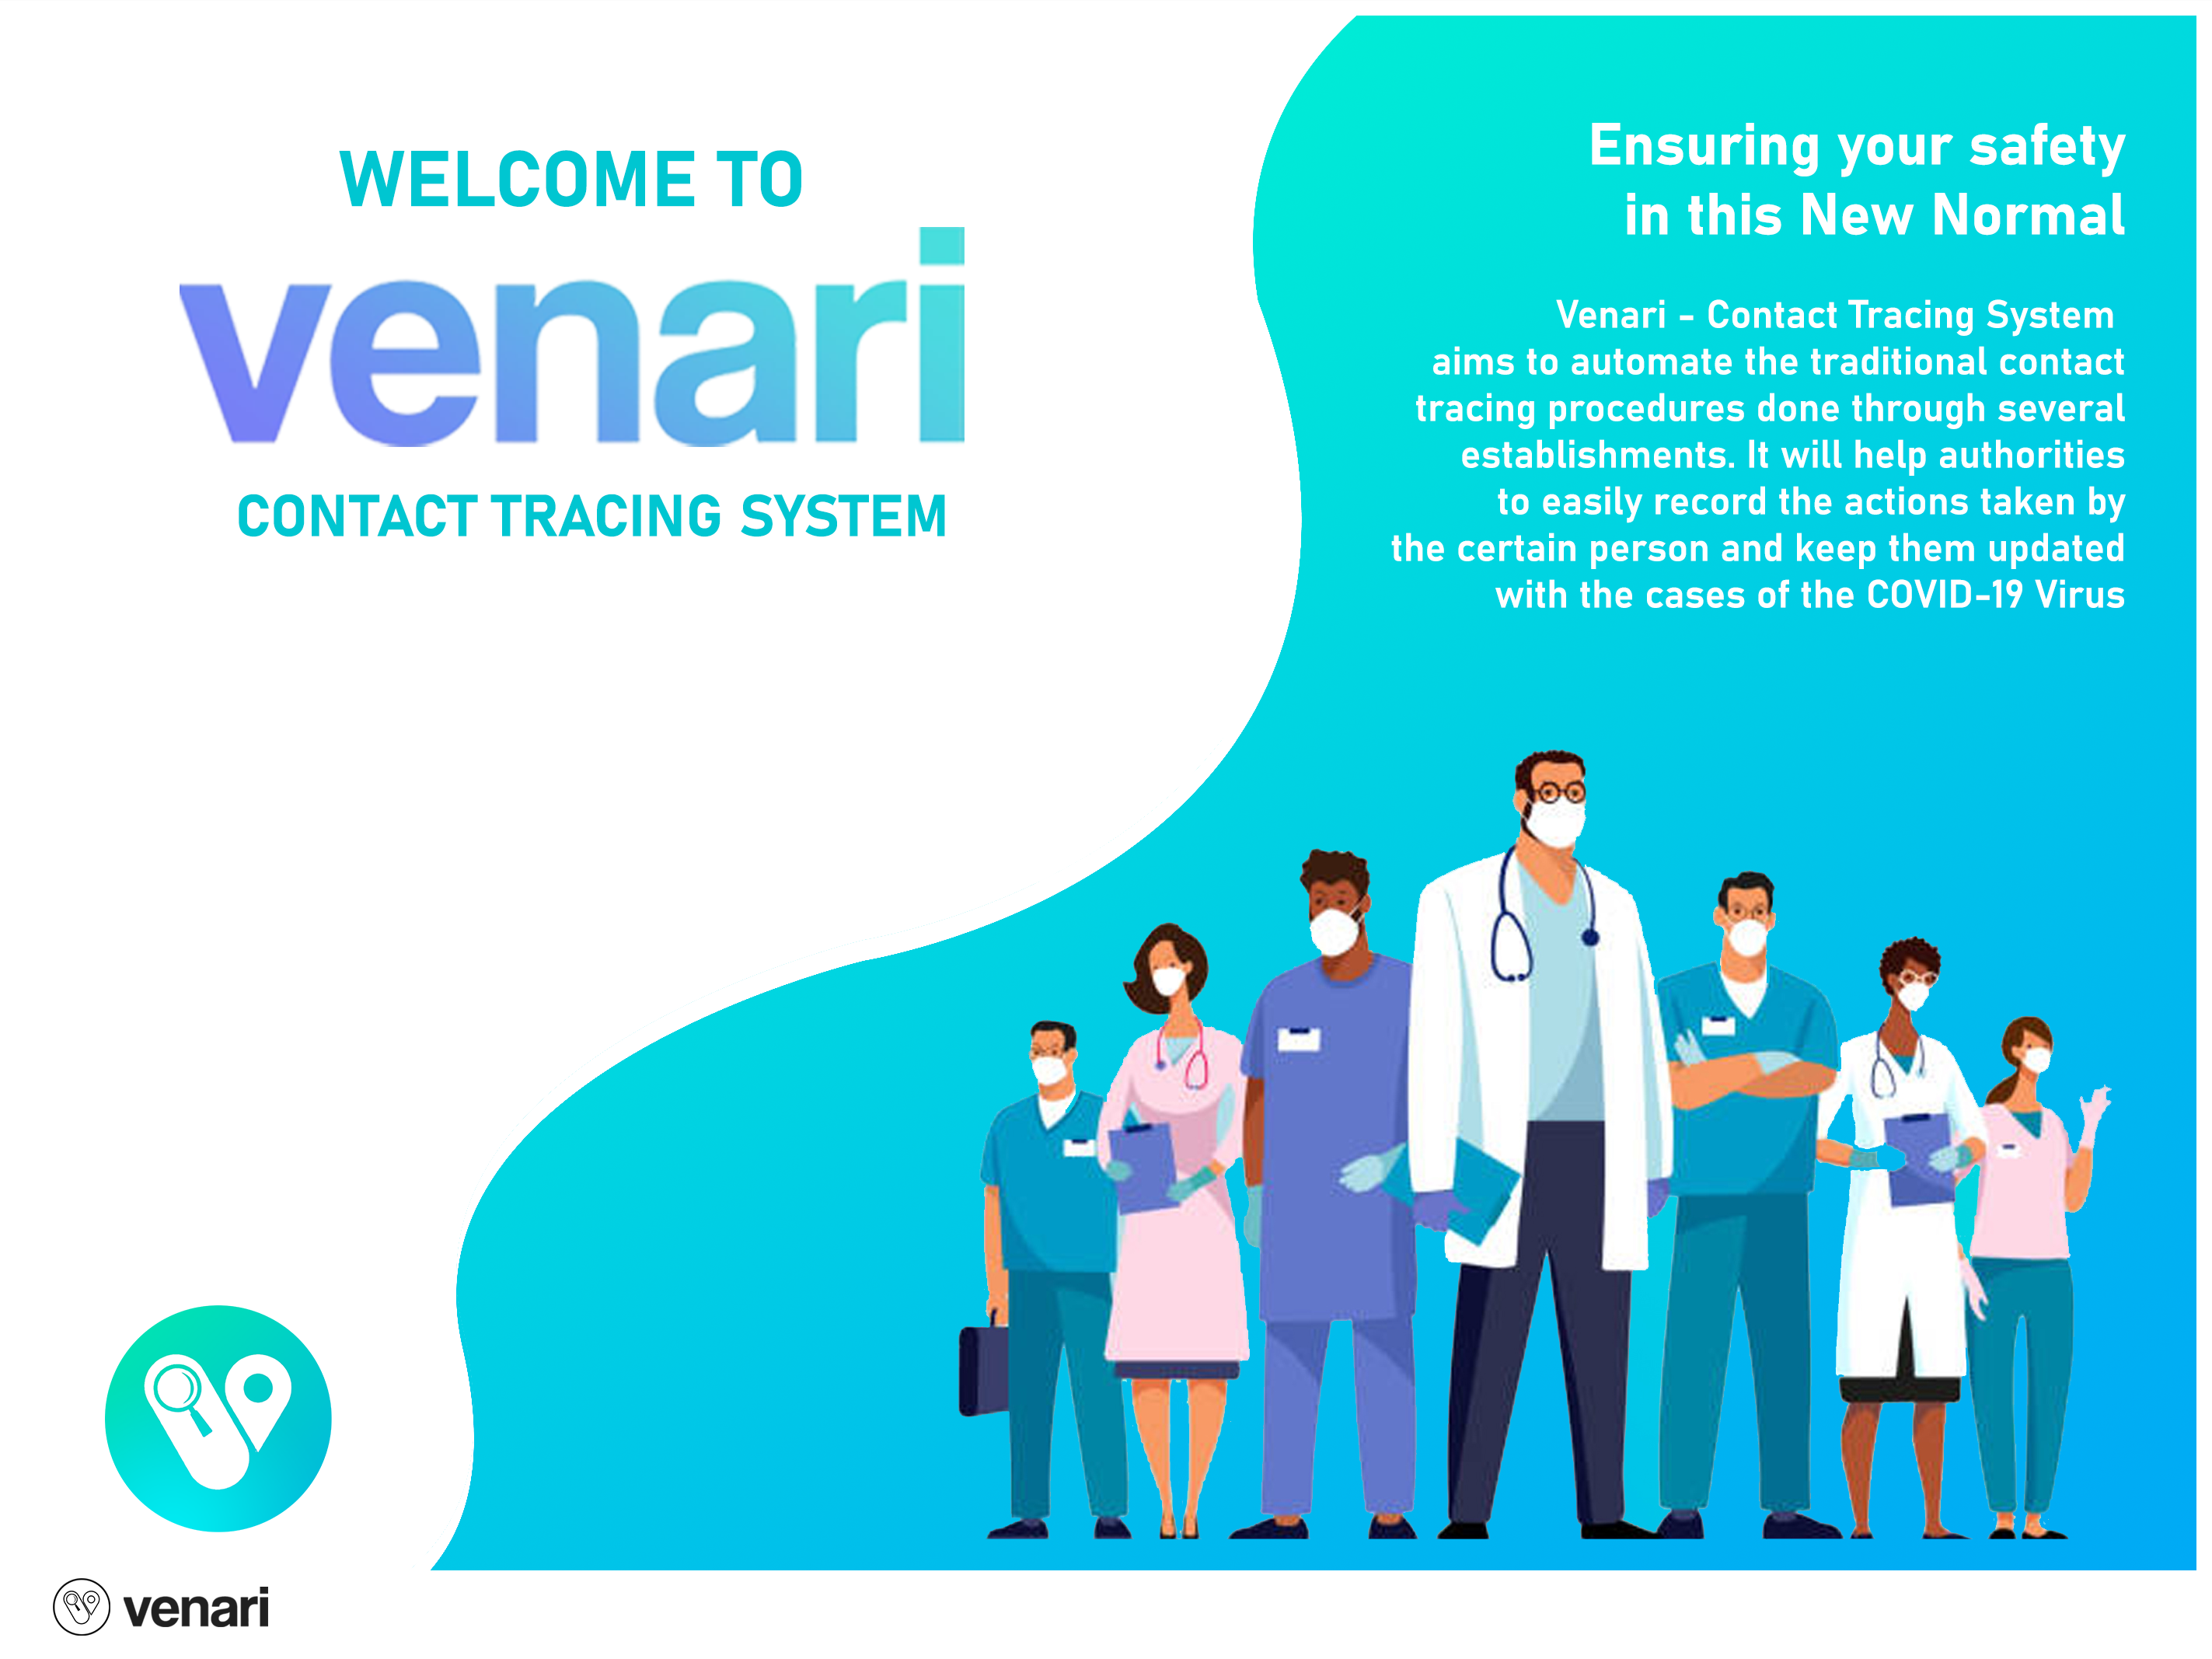 WELCOME TO
venari
CONTACT TRACING SYSTEM
Ensuring your safety
in this New Normal
Venari - Contact Tracing System
aims to automate the traditional contact
tracing procedures done through several
establishments. It will help authorities
to easily record the actions taken by
the certain person and keep them updated
with the cases of the COVID-19 Virus
venari